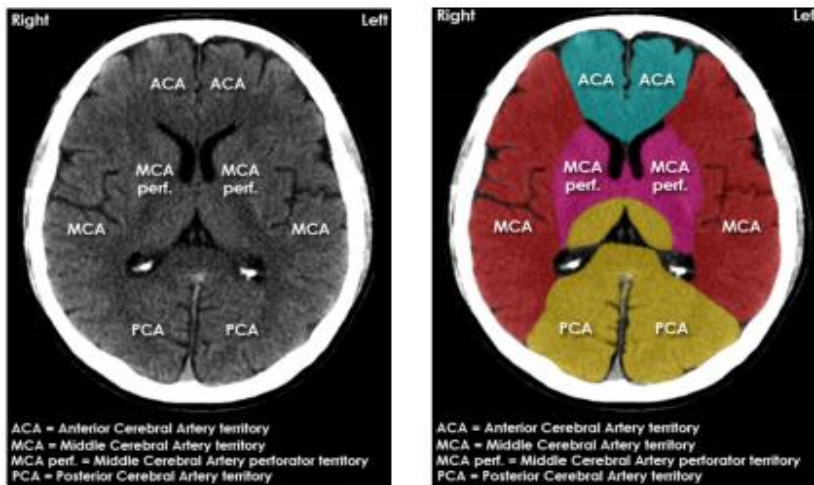 Right Left
ACA ACA
MCA perf. MCA perf.
MCA MCA
PCA PCA
ACA = Anterior Cerebral Artery territory
MCA = Middle Cerebral Artery territory
MCA perf. = Middle Cerebral Artery perforator territory
PCA = Posterior Cerebral Artery territory
Right Lef
ACA ACA
MCA perf. MCA perf.
MCA MCA
PCA PCA
ACA = Anterior Cerebral Artery territory
MCA = Middle Cerebral Artery territory
MCA perf. = Middle Cerebral Artery perforator territory
PCA = Posterior Cerebral Artery territory